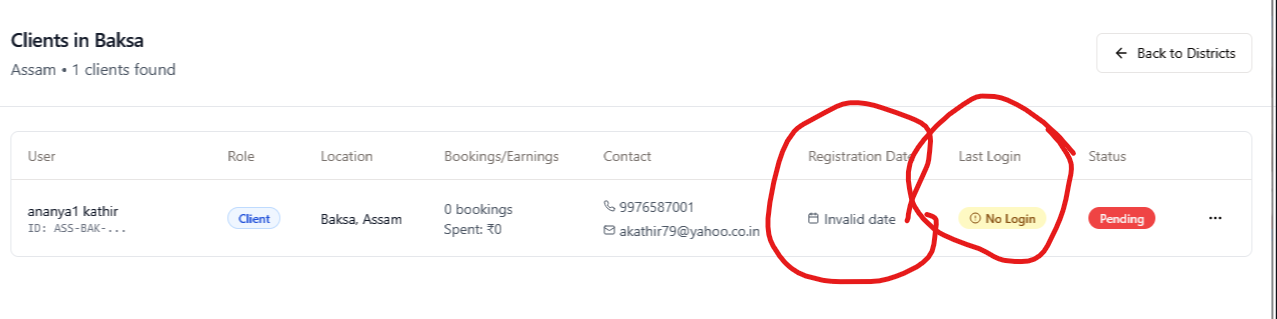 Clients in Baksa
Assam • 1 clients found
Back to Districts
User Role Location Bookings/Earnings Contact Registration Date Last Login Status
ananya1 kathir
ID: ASS-BAK-...
Client
Baksa, Assam
0 bookings
Spent: ₹0
9976587001
akathir79@yahoo.co.in
Invalid date
No Login
Pending
...